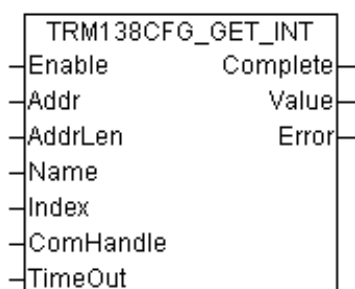 TRM138CFG_GET_INT
Enable Complete
Addr Value
AddrLen Error
Name
Index
ComHandle
TimeOut